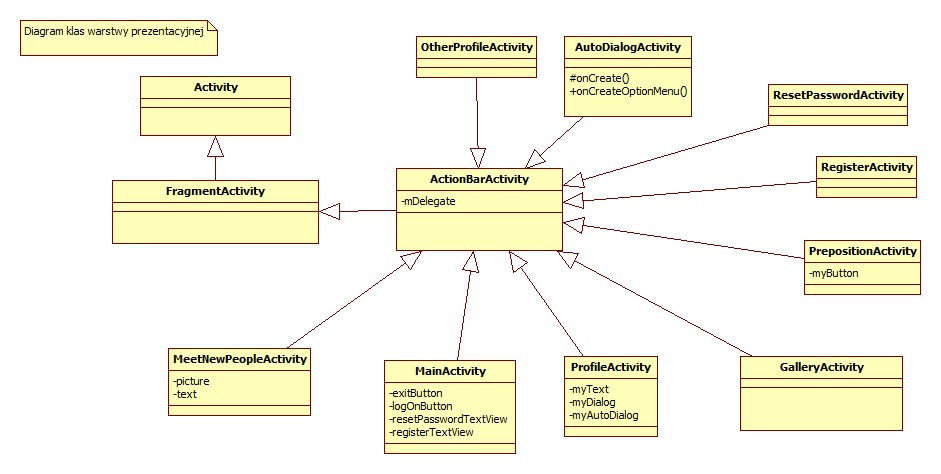 Diagram klas warstwy prezentacyjnej
OtherProfileActivity
AutoDialogActivity
#onCreate()
+onCreateOptionMenu()
Activity
ResetPasswordActivity
RegisterActivity
FragmentActivity
ActionBarActivity
-mDelegate
PrepositionActivity
-myButton
MeetNewPeopleActivity
-picture
-text
MainActivity
-exitButton
-logOnButton
-resetPasswordTextView
-registerTextView
ProfileActivity
-myText
-myDialog
-myAutoDialog
GalleryActivity